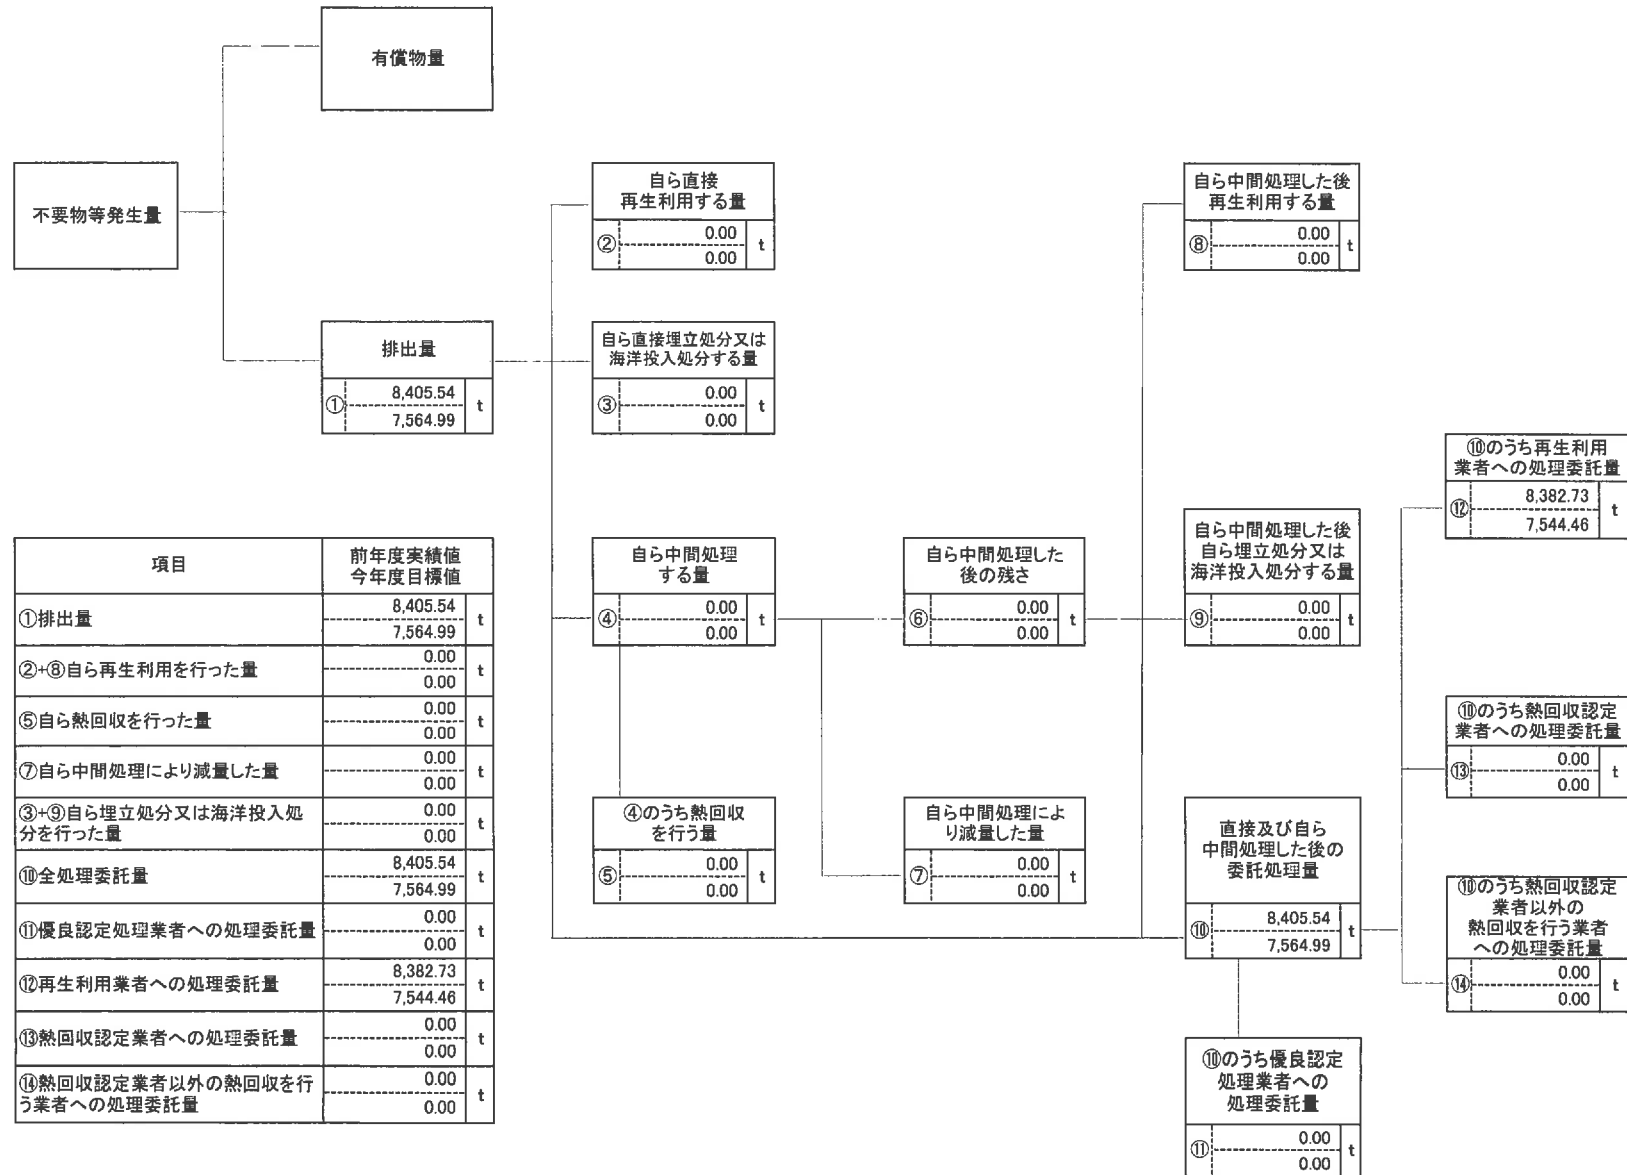 有償物量
不要物等発生量
排出量
①
8,405.54
7,564.99
t
自ら直接
再生利用する量
②
0.00
0.00
t
自ら直接埋立処分又は
海洋投入処分する量
③
0.00
0.00
t
自ら中間処理
する量
④
0.00
0.00
t
④のうち熱回収
を行う量
⑤
0.00
0.00
t
自ら中間処理した
後の残さ
⑥
0.00
0.00
t
自ら中間処理によ
り減量した量
⑦
0.00
0.00
t
自ら中間処理した後
再生利用する量
⑧
0.00
0.00
t
自ら中間処理した後
自ら埋立処分又は
海洋投入処分する量
⑨
0.00
0.00
t
直接及び自ら
中間処理した後の
委託処理量
⑩
8,405.54
7,564.99
t
⑩のうち優良認定
処理業者への
処理委託量
⑪
0.00
0.00
t
⑩のうち再生利用
業者への処理委託量
⑫
8,382.73
7,544.46
t
⑩のうち熱回収認定
業者への処理委託量
⑬
0.00
0.00
t
⑩のうち熱回収認定
業者以外の
熱回収を行う業者
への処理委託量
⑭
0.00
0.00
t
項目
前年度実績値
今年度目標値
①排出量
8,405.54
7,564.99
t
②+⑧自ら再生利用を行った量
0.00
0.00
t
⑤自ら熱回収を行った量
0.00
0.00
t
⑦自ら中間処理により減量した量
0.00
0.00
t
③+⑨自ら埋立処分又は海洋投入処
分を行った量
0.00
0.00
t
⑩全処理委託量
8,405.54
7,564.99
t
⑪優良認定処理業者への処理委託量
0.00
0.00
t
⑫再生利用業者への処理委託量
8,382.73
7,544.46
t
⑬熱回収認定業者への処理委託量
0.00
0.00
t
⑭熱回収認定業者以外の熱回収を行
う業者への処理委託量
0.00
0.00
t